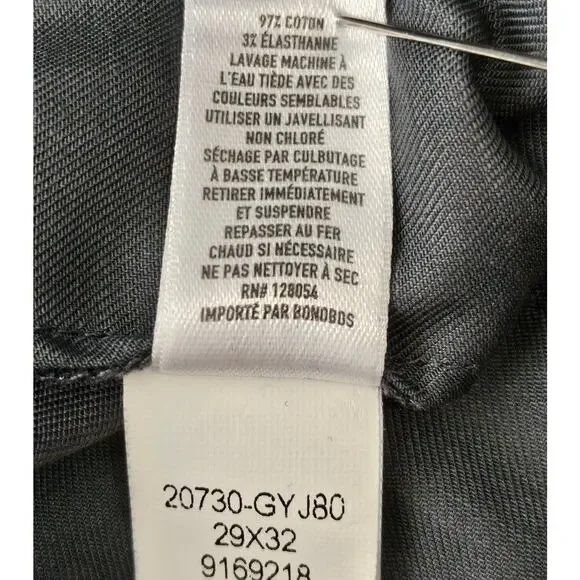 97% COTON
3% ÉLASTHANNE
LAVAGE MACHINE À
L'EAU TIÈDE AVEC DES
COULEURS SEMBLABLES
UTILISER UN JAVELLISANT
NON CHLORÉ
SÉCHAGE PAR CULBUTAGE
À BASSE TEMPÉRATURE
RETIRER IMMÉDIATEMENT
ET SUSPENDRE
REPASSER AU FER
CHAUD SI NÉCESSAIRE
NE PAS NETTOYER À SEC
RN# 128054
IMPORTÉ PAR BONOBOS
20730-GYJ80
29X32
9169218